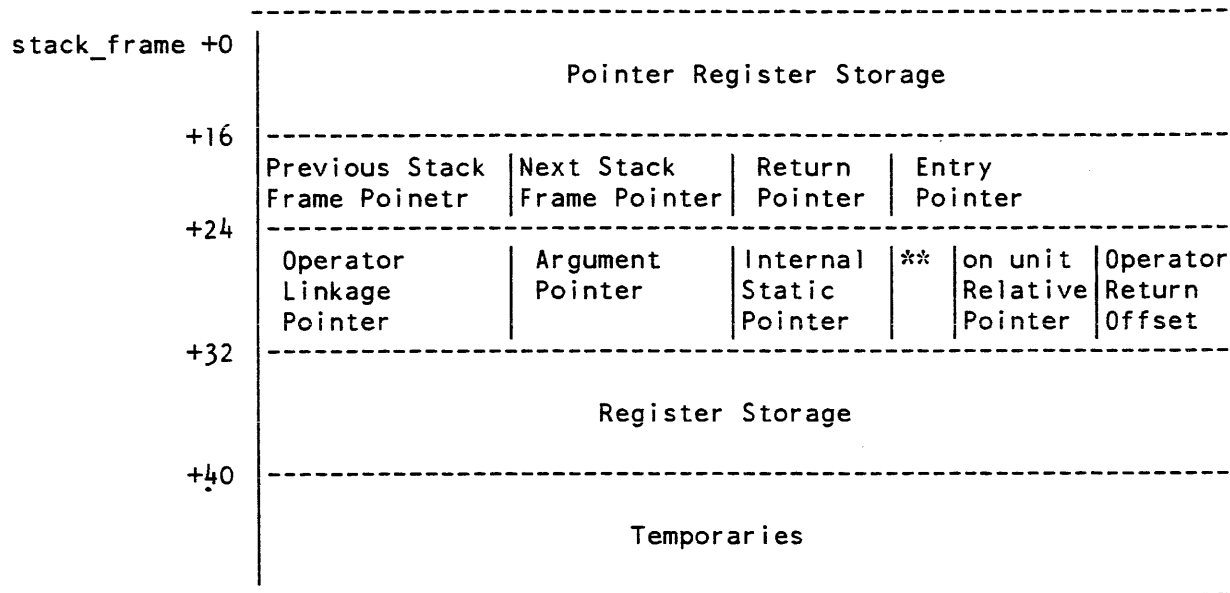 stack_frame +0
Pointer Register Storage
+16
Previous Stack | Next Stack | Return | Entry
Frame Poinetr | Frame Pointer | Pointer | Pointer
+24
Operator | Argument | Internal | ** | on unit | Operator
Linkage | Pointer | Static | Relative | Return
Pointer | Pointer | Pointer | Offset
+32
Register Storage
+40
Temporaries